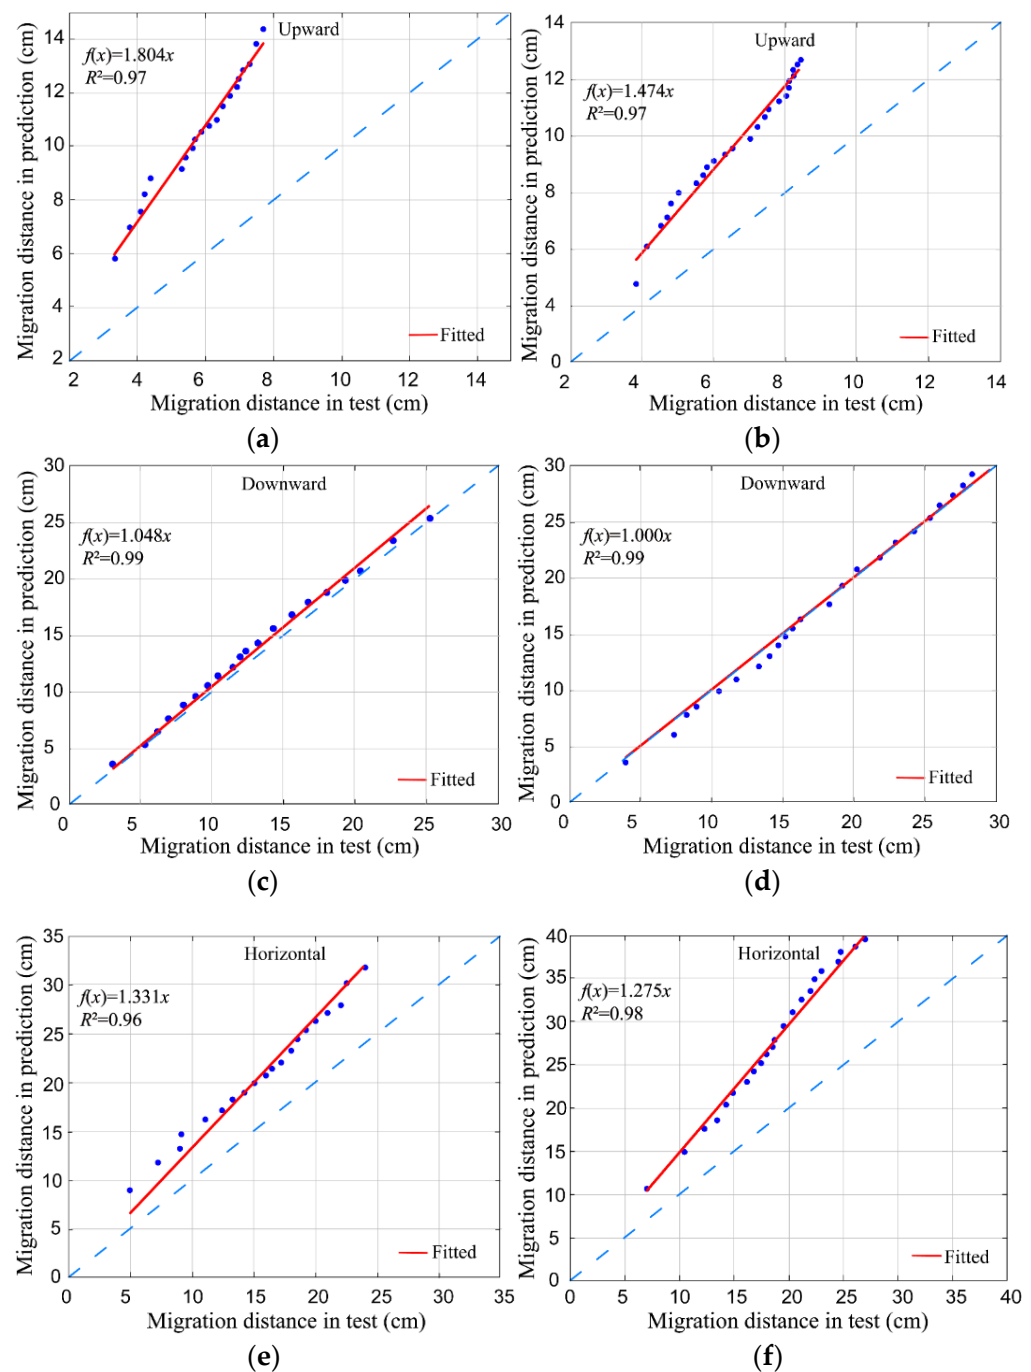 Upward
f(x)=1.804x
R²=0.97
Migration distance in prediction (cm)
14
12
10
8
6
4
2
Fitted
2 4 6 8 10 12 14
Migration distance in test (cm)
(a)
Upward
f(x)=1.474x
R²=0.97
Migration distance in prediction (cm)
14
12
10
8
6
4
0
Fitted
2 4 6 8 10 12 14
Migration distance in test (cm)
(b)
Downward
f(x)=1.048x
R²=0.99
Migration distance in prediction (cm)
30
25
20
15
10
5
0
Fitted
0 5 10 15 20 25 30
Migration distance in test (cm)
(c)
Downward
f(x)=1.000x
R²=0.99
Migration distance in prediction (cm)
30
25
20
15
10
5
0
Fitted
0 5 10 15 20 25 30
Migration distance in test (cm)
(d)
Horizontal
f(x)=1.331x
R²=0.96
Migration distance in prediction (cm)
35
30
25
20
15
10
5
0
Fitted
0 5 10 15 20 25 30 35
Migration distance in test (cm)
(e)
Horizontal
f(x)=1.275x
R²=0.98
Migration distance in prediction (cm)
40
35
30
25
20
15
10
5
0
Fitted
0 5 10 15 20 25 30 35 40
Migration distance in test (cm)
(f)